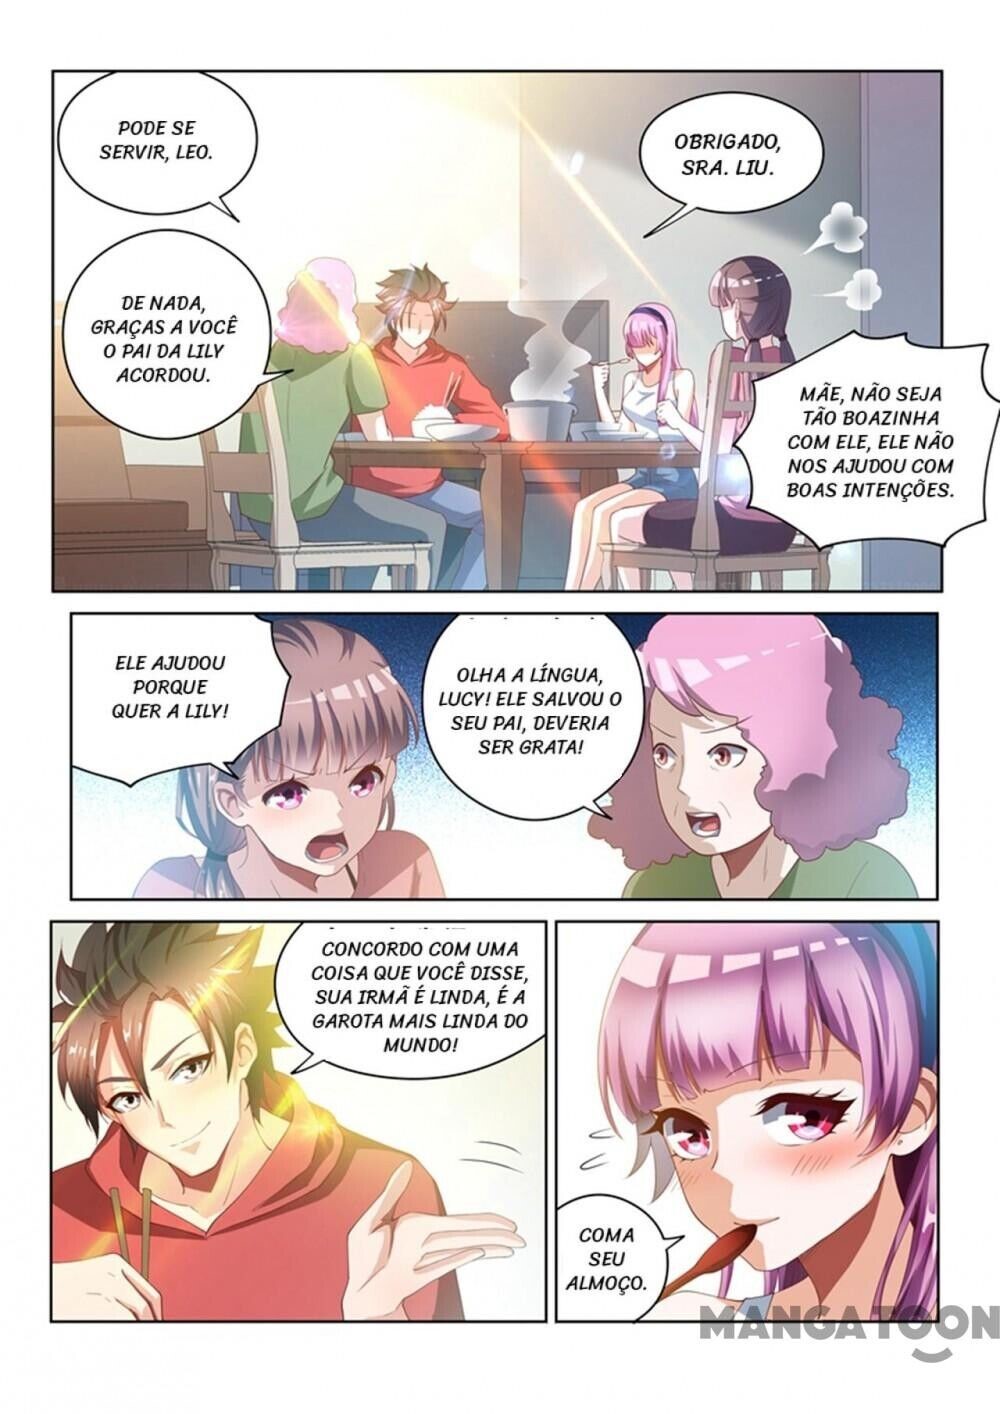 PODE SE
SERVIR, LEO.
OBRIGADO,
SRA. LIU.
DE NADA,
GRAÇAS A VOCÊ
O PAI DA LILY
ACORDOU.
MÃE, NÃO SEJA
TÃO BOAZINHA
COM ELE, ELE NÃO
NOS AJUDOU COM
BOAS INTENÇÕES.
ELE AJUDOU
PORQUE
QUER A LILY!
OLHA A LÍNGUA,
LUCY! ELE SALVOU O
SEU PAI, DEVERIA
SER GRATA!
CONCORDO COM UMA
COISA QUE VOCÊ DISSE,
SUA IRMÃ É LINDA, É A
GAROTA MAIS LINDA DO
MUNDO!
COMA
SEU
ALMOÇO.
MANGATOON